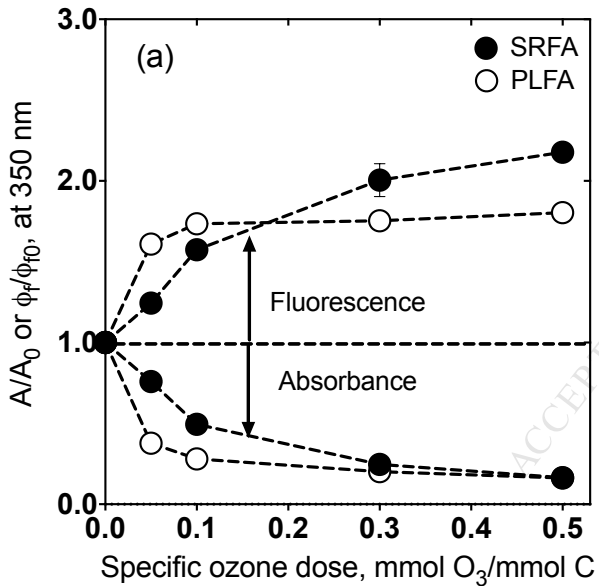 3.0
(a)
SRFA
PLFA
2.0
Fluorescence
1.0
Absorbance
0.0
0.0 0.1 0.2 0.3 0.4 0.5
A/A₀ or ϕf/ϕf0, at 350 nm
Specific ozone dose, mmol O₃/mmol C
ACCEPT